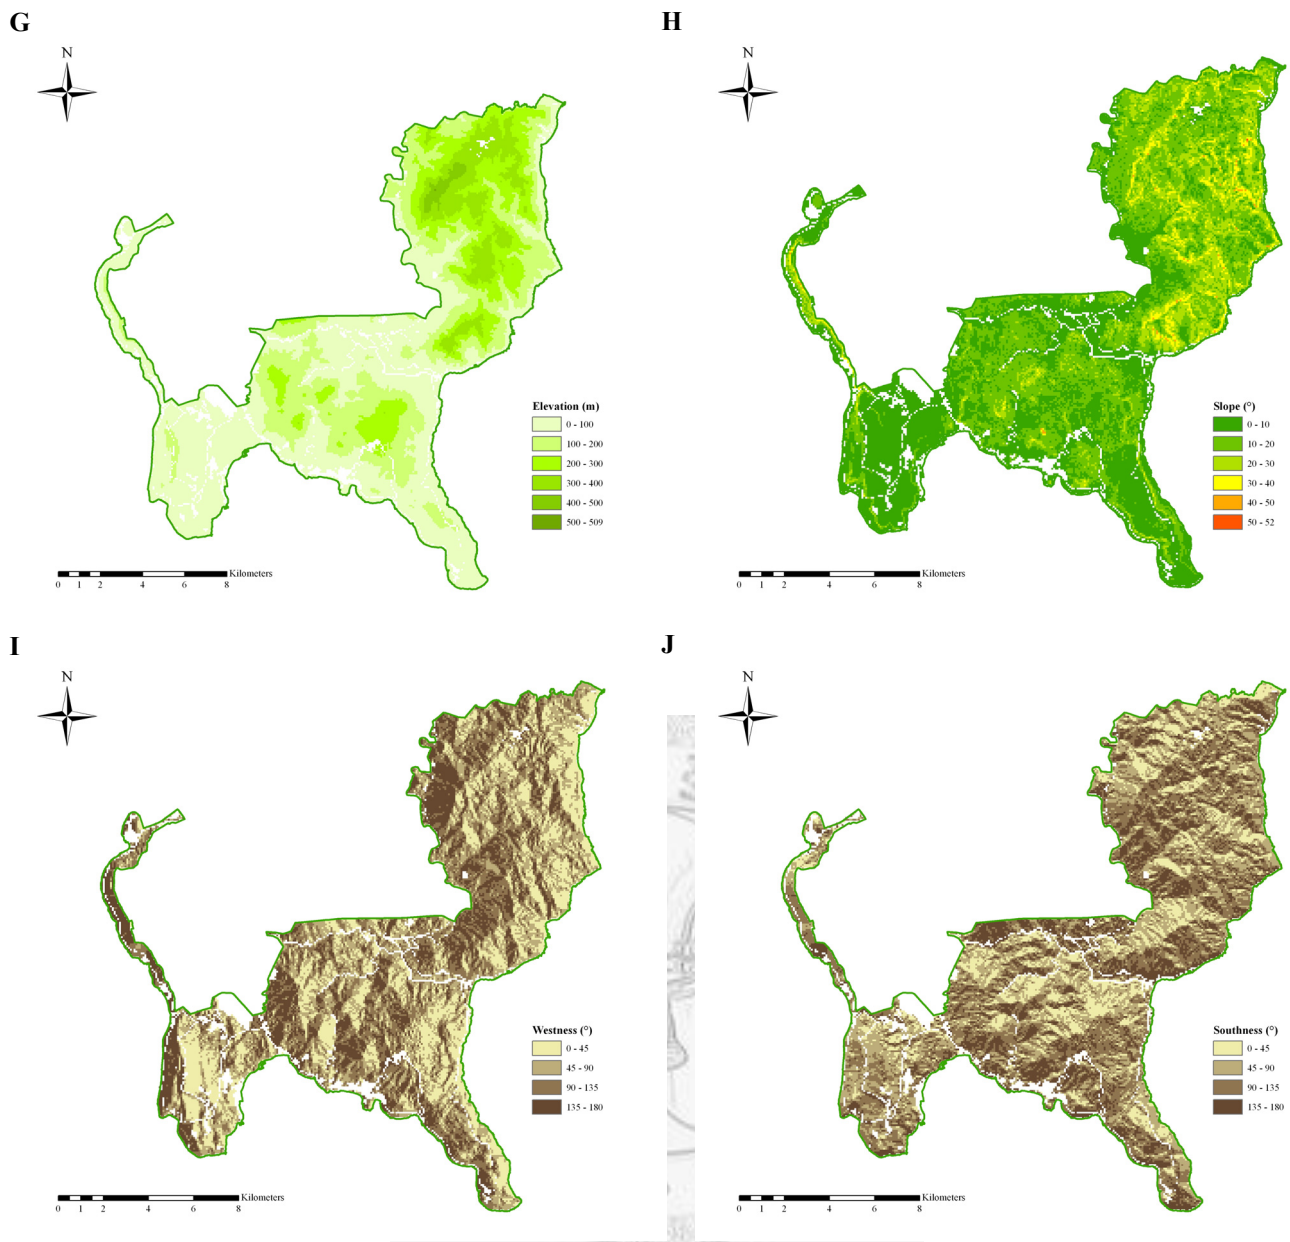 G
H
N
N
Elevation (m)
0 - 100
100 - 200
200 - 300
300 - 400
400 - 500
500 - 509
Slope (°)
0 - 10
10 - 20
20 - 30
30 - 40
40 - 50
50 - 52
0 1 2 4 6 8 Kilometers
0 1 2 4 6 8 Kilometers
I
J
N
N
Westness (°)
0 - 45
45 - 90
90 - 135
135 - 180
Southness (°)
0 - 45
45 - 90
90 - 135
135 - 180
0 1 2 4 6 8 Kilometers
0 1 2 4 6 8 Kilometers